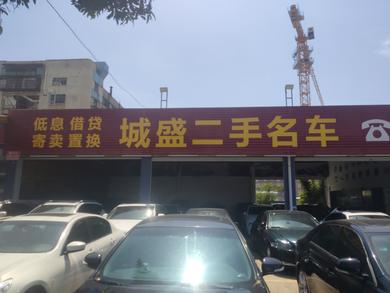 低息 借贷
寄卖 置换
城盛二手名车